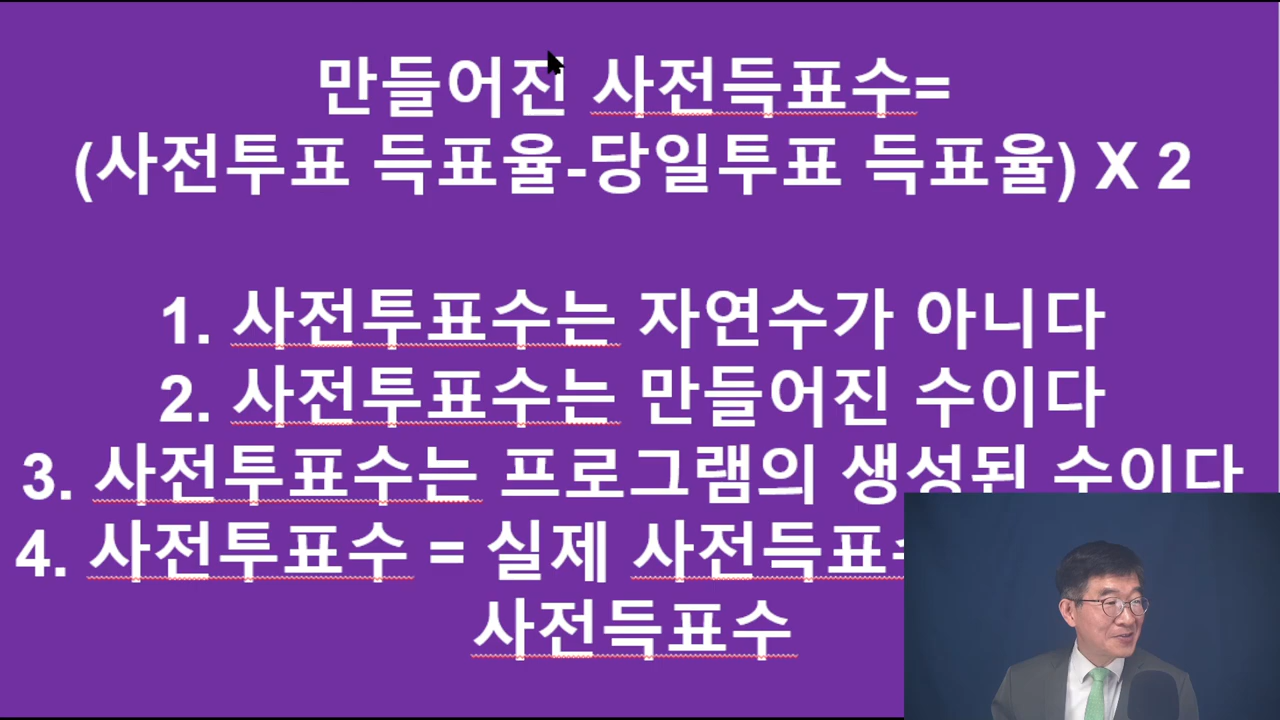 만들어진 사전득표수=
(사전투표 득표율-당일투표 득표율) X 2
1. 사전투표수는 자연수가 아니다
2. 사전투표수는 만들어진 수이다
3. 사전투표수는 프로그램의 생성된 수이다
4. 사전투표수 = 실제 사전득표
사전득표수